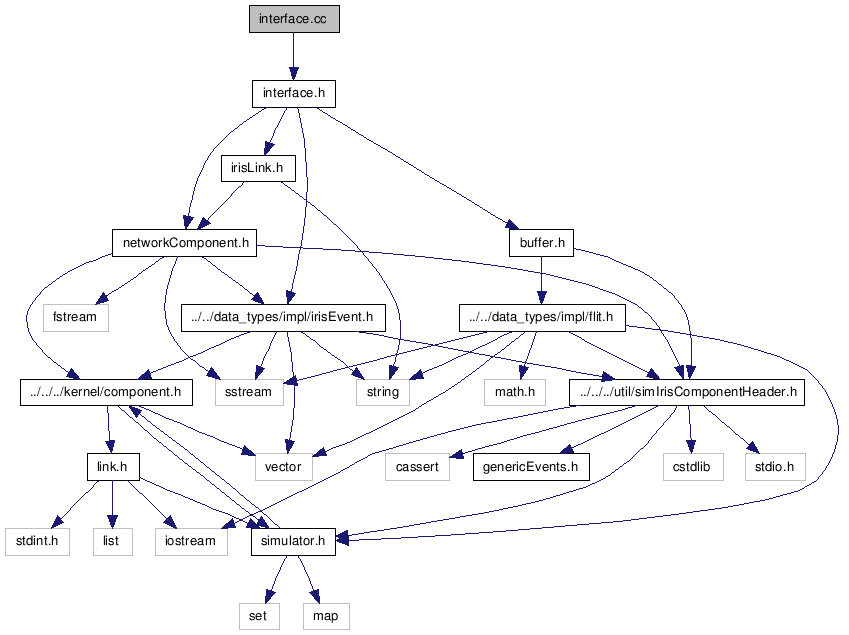 interface.cc
interface.h
irisLink.h
networkComponent.h
buffer.h
fstream
../../data_types/impl/irisEvent.h
../../data_types/impl/flit.h
../../../kernel/component.h
sstream
string
math.h
../../../util/simIrisComponentHeader.h
link.h
vector
cassert
genericEvents.h
cstdlib
stdio.h
stdint.h
list
iostream
simulator.h
set
map